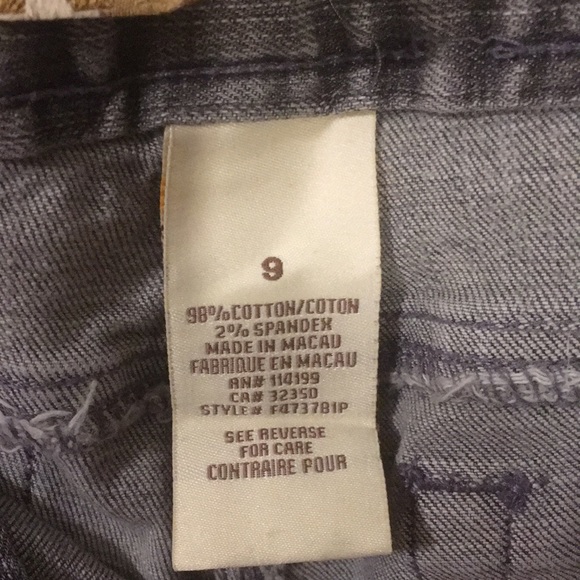 9
98% COTTON/COTON
2% SPANDEX
MADE IN MACAU
FABRIQUE EN MACAU
RN# 114199
CA# 32350
STYLE# F4737B1P
SEE REVERSE
FOR CARE
CONTRAIRE POUR